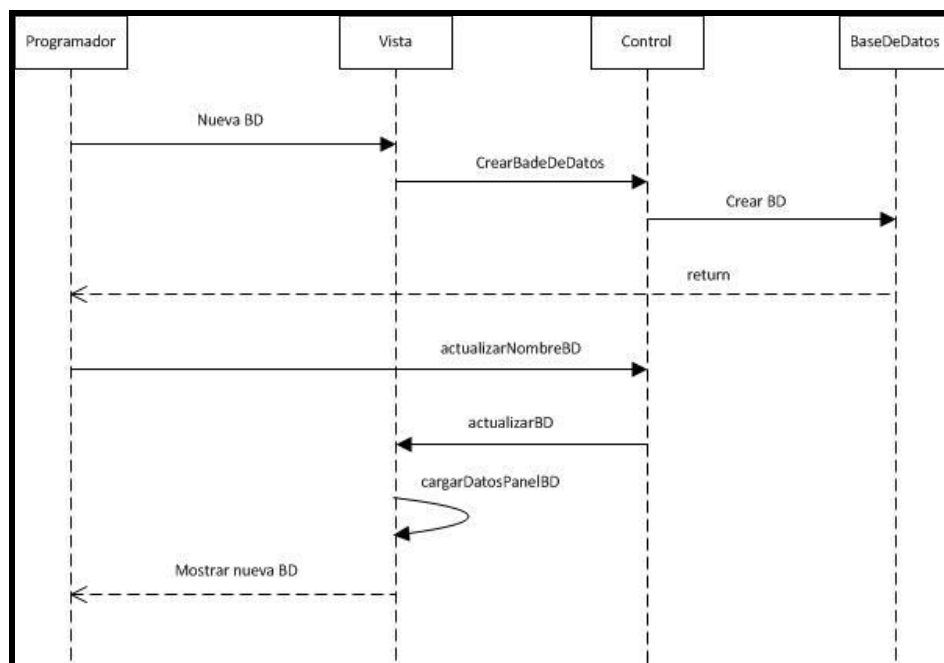 Programador
Vista
Control
BaseDeDatos
Nueva BD
CrearBadeDeDatos
Crear BD
return
actualizarNombreBD
actualizarBD
cargarDatosPanelBD
Mostrar nueva BD